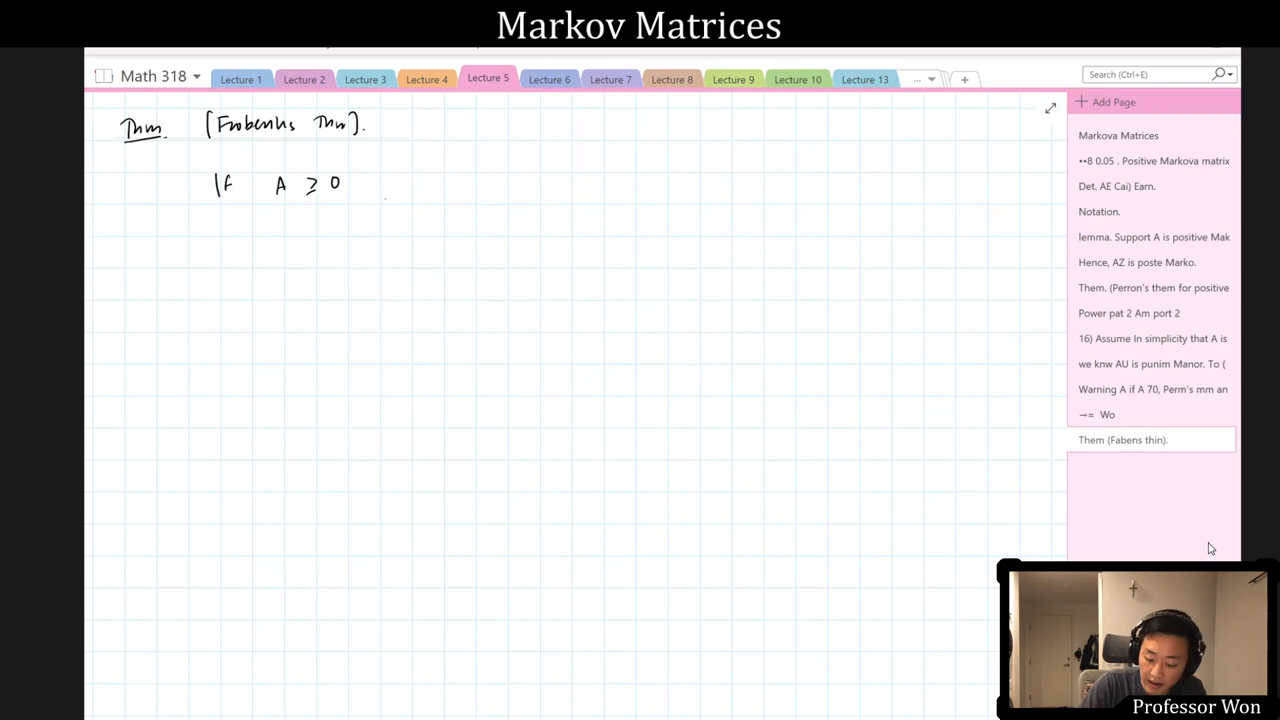 Markov Matrices
Math 318
Lecture 1
Lecture 2
Lecture 3
Lecture 4
Lecture 5
Lecture 6
Lecture 7
Lecture 8
Lecture 9
Lecture 10
Lecture 13
...
Search (Ctrl+E)
Add Page
Markova Matrices
••8 0.05 . Positive Markova matrix
Det. AE Cai) Earn.
Notation.
lemma. Support A is positive Mak
Hence, AZ is poste Marko.
Them. (Perron's them for positive
Power pat 2 Am port 2
16) Assume In simplicity that A is
we knw AU is punim Manor. To (
Warning A if A 70, Perm's mm an
→= Wo
Them (Fabens thin).
Thm (Frobenius Thm).
If A ≥ 0
Professor Won